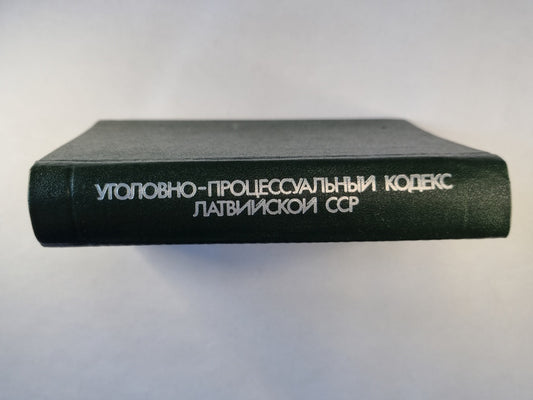 УГОЛОВНО-ПРОЦЕССУАЛЬНЫЙ КОДЕКС
ЛАТВИЙСКОЙ ССР